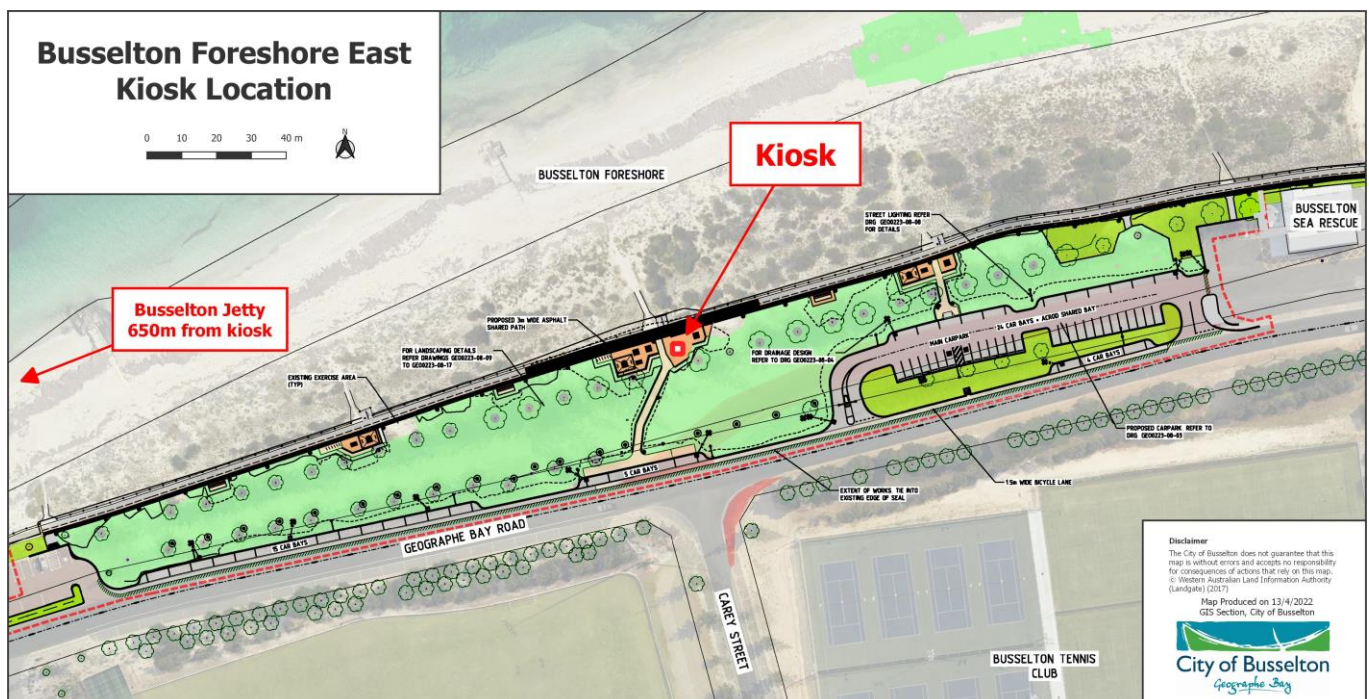 Busselton Foreshore East
Kiosk Location
0 10 20 30 40 m
N
BUSSELTON FORESHORE
Kiosk
STREET LIGHTING REFER
DRG GEO0223-08-08
FOR DETAILS
BUSSELTON
SEA RESCUE
Busselton Jetty
650m from kiosk
PROPOSED 3m WIDE ASPHALT
SHARED PATH
FOR LANDSCAPING DETAILS
REFER DRAWINGS GEO0223-08-09
TO GEO0223-08-17
EXISTING EXERCISE AREA
(TYP)
FOR DRAINAGE DESIGN
REFER TO DRG GEO0223-08-04
MAIN CARPARK
24 CAR BAYS + ACROD SHARED BAY
4 CAR BAYS
PROPOSED CARPARK REFER TO
DRG GEO0223-08-03
1.5m WIDE BICYCLE LANE
EXTENT OF WORKS TIE INTO
EXISTING EDGE OF SEAL
5 CAR BAYS
15 CAR BAYS
GEOGRAPHE BAY ROAD
CAREY STREET
BUSSELTON TENNIS
CLUB
Disclaimer
The City of Busselton does not guarantee that this
map is without errors and accepts no responsibility
for consequences of actions that rely on this map.
© Western Australian Land Information Authority
(Landgate) (2017)
Map Produced on 13/4/2022
GIS Section, City of Busselton
City of Busselton
Geographe Bay